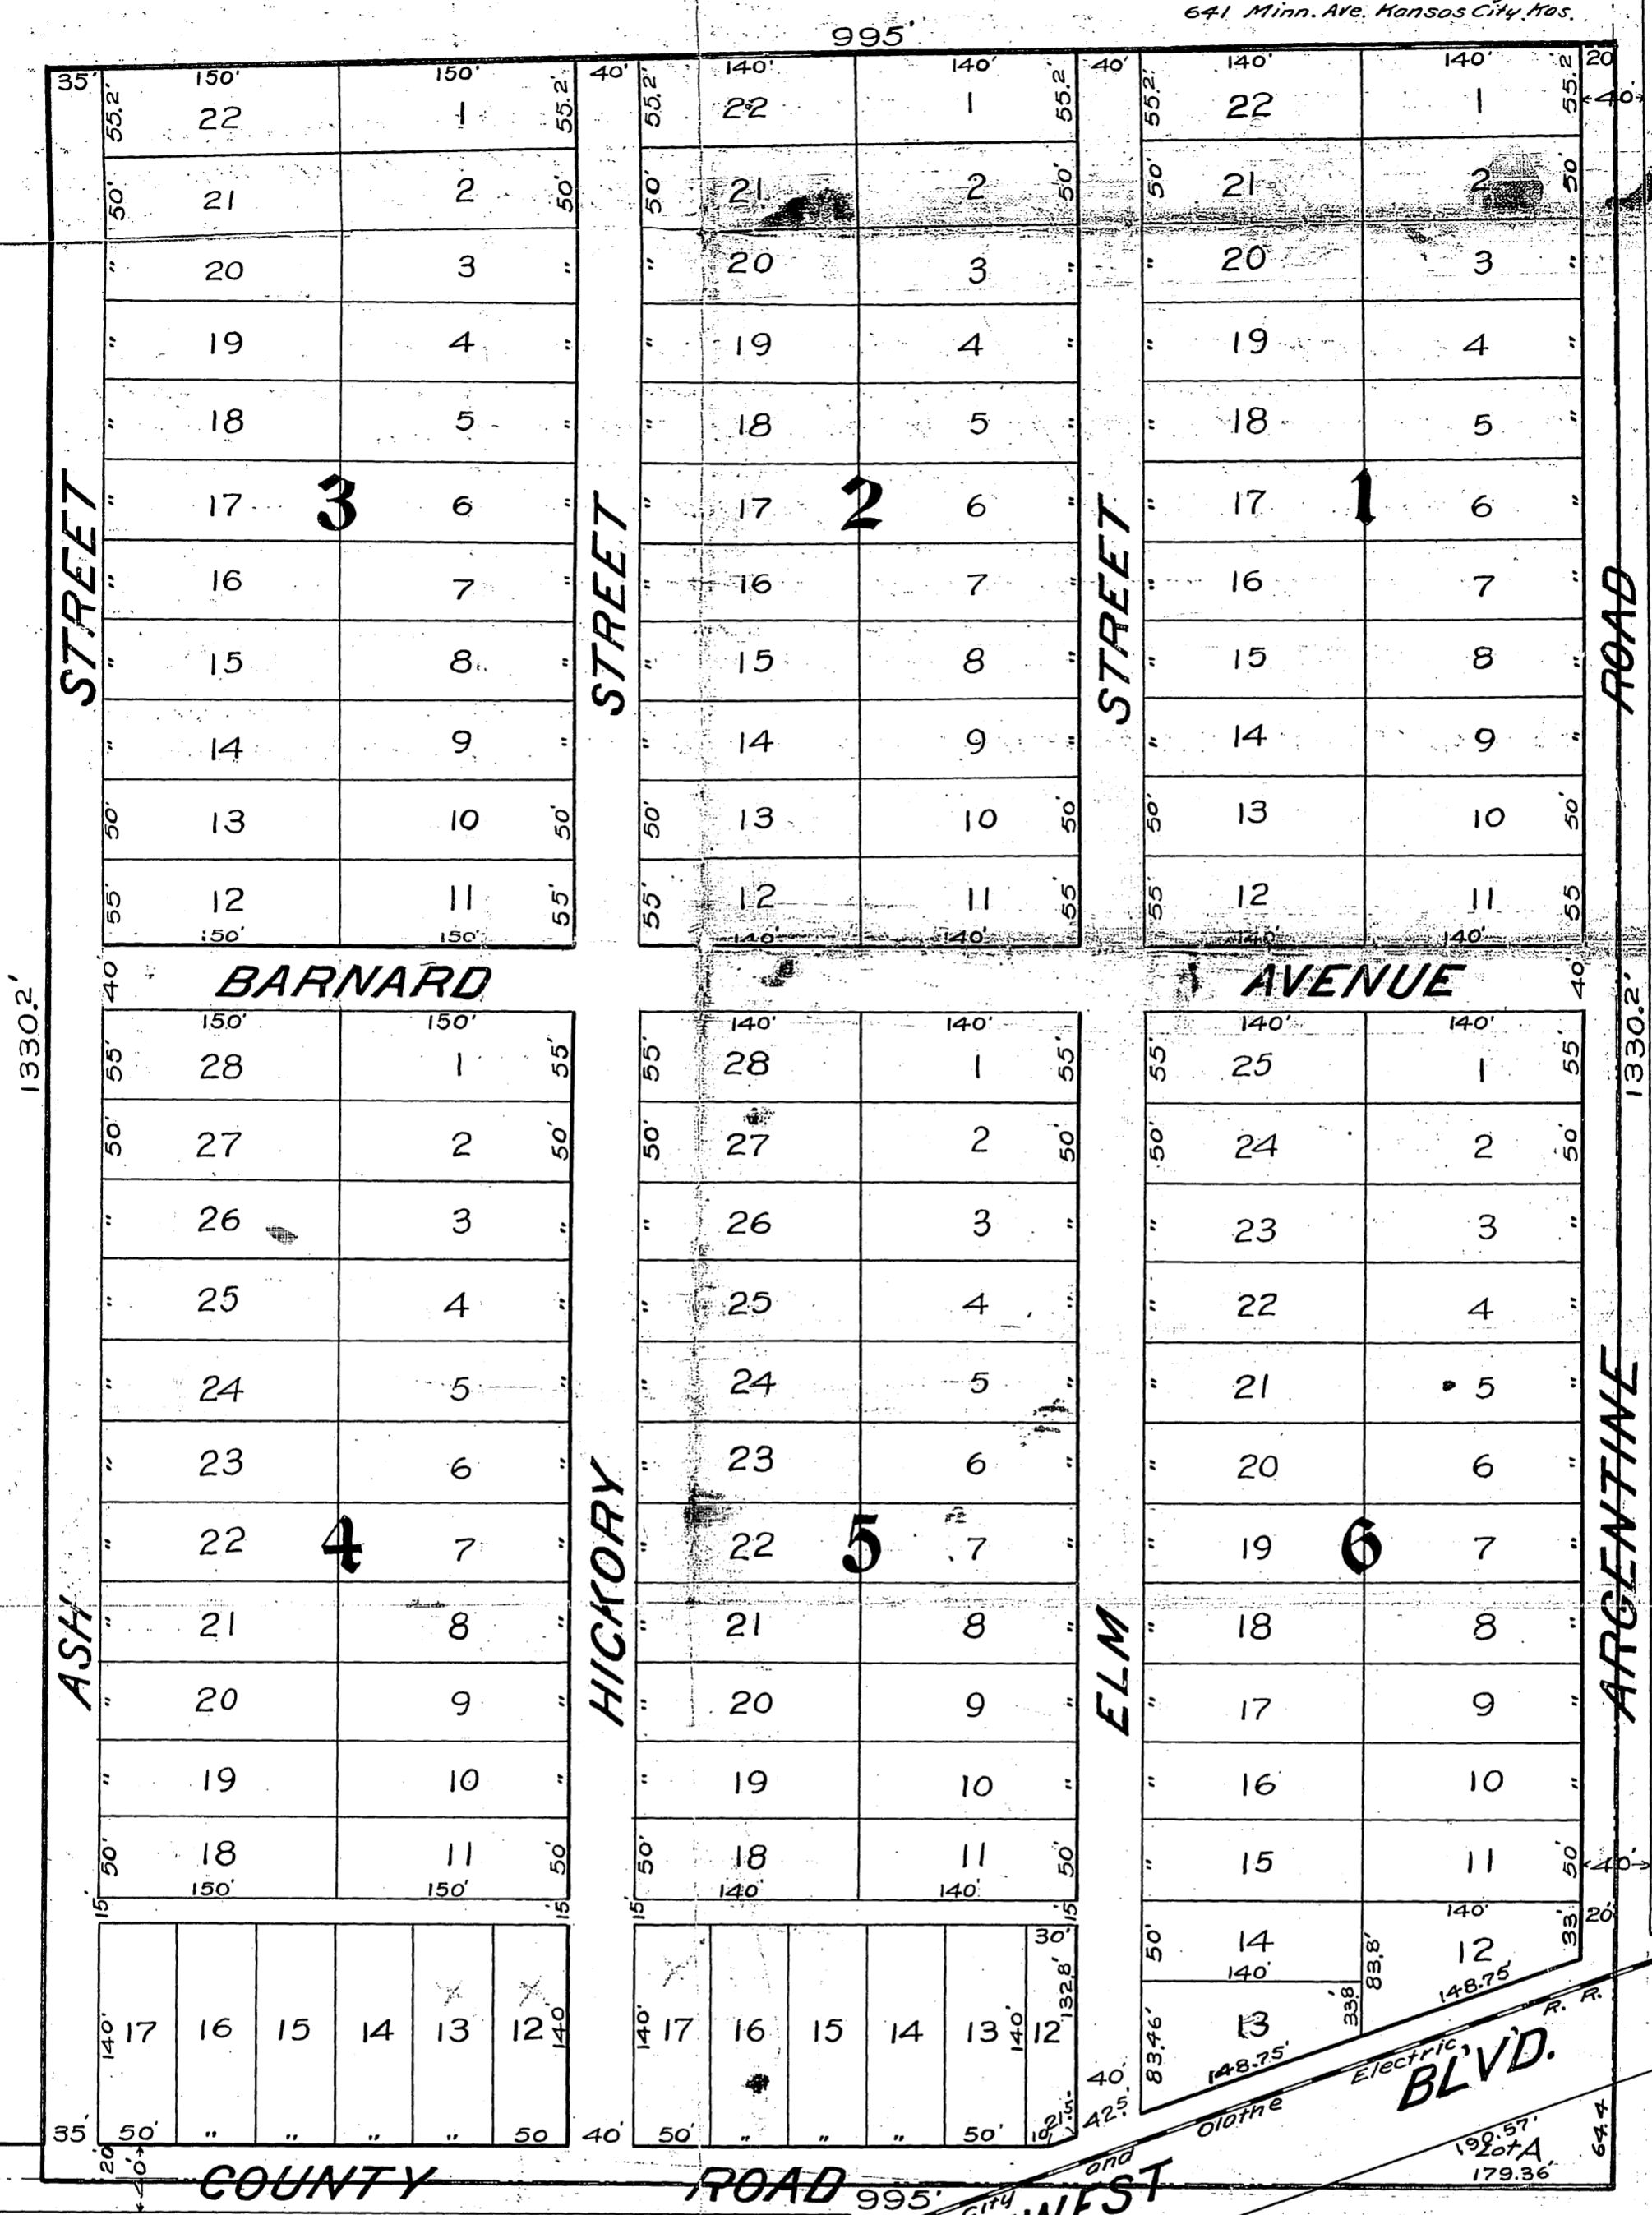 641 Minn. Ave. Kansas City, Kas.
995'
35' 150' 150' 40' 140' 140' 40' 140' 140' 20'
55.2' 22 1 55.2' 55.2' 22 1 55.2' 55.2' 22 1 55.2' 40'
50' 21 2 50' 50' 21 2 50' 50' 21 2 50'
" 20 3 " " 20 3 " " 20 3 "
" 19 4 " " 19 4 " " 19 4 "
" 18 5 " " 18 5 " " 18 5 "
" 17 3 6 " " 17 2 6 " " 17 1 6 "
" 16 7 " " 16 7 " " 16 7 "
STREET STREET STREET ROAD
" 15 8 " " 15 8 " " 15 8 "
" 14 9 " " 14 9 " " 14 9 "
50' 13 10 50' 50' 13 10 50' 50' 13 10 50'
55' 12 11 55' 55' 12 11 55' 55' 12 11 55
150' 150' 140' 140' 140' 140'
1330.2' 40' BARNARD AVENUE 40' 1330.2'
150' 150' 140' 140' 140' 140'
55' 28 1 55' 55' 28 1 55' 55' 25 1 55'
50' 27 2 50' 50' 27 2 50' 50' 24 2 50'
" 26 3 " " 26 3 " " 23 3 "
" 25 4 " " 25 4 " " 22 4 "
" 24 5 " " 24 5 " " 21 5 "
" 23 6 " " 23 6 " " 20 6 "
" 22 4 7 " " 22 5 7 " " 19 6 7 "
ASH HICKORY ELM ARGENTINE
" 21 8 " " 21 8 " " 18 8 "
" 20 9 " " 20 9 " " 17 9 "
" 19 10 " " 19 10 " " 16 10 "
50' 18 11 50' 50' 18 11 50' " 15 11 50' 40'
150' 150' 140' 140' 140'
15' 15' 15' 15' 20'
30' 50' 14 83.8' 12 33'
140' 148.75'
140' 17 16 15 14 13 12 140' 140' 17 16 15 14 13 140' 12 132.8' 83.46' 13 33.8'
148.75' Electric, R. R.
40' 42.5' Olathe BLV'D.
35' 50' " " " " 50 40' 50' " " " 50' 10' 21.5' 190.57' 64.4
Lot A
20' 40' and 179.36'
COUNTY ROAD 995' City WEST